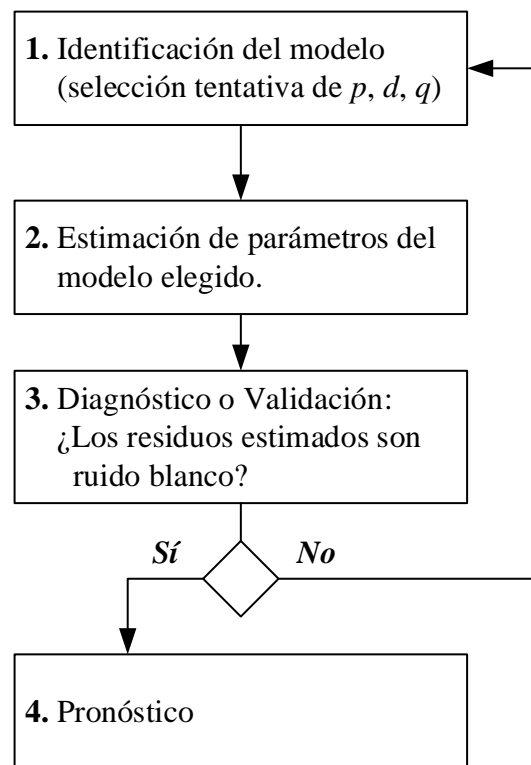 1. Identificación del modelo
(selección tentativa de p, d, q)
2. Estimación de parámetros del
modelo elegido.
3. Diagnóstico o Validación:
¿Los residuos estimados son
ruido blanco?
Sí No
4. Pronóstico